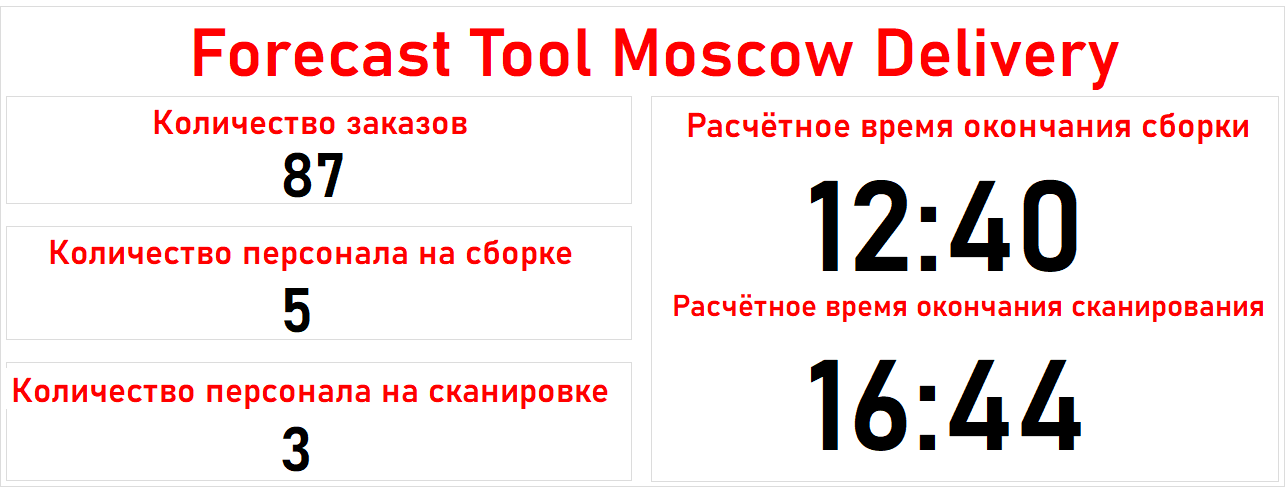 Forecast Tool Moscow Delivery
Количество заказов
87
Количество персонала на сборке
5
Количество персонала на сканировке
3
Расчётное время окончания сборки
12:40
Расчётное время окончания сканирования
16:44